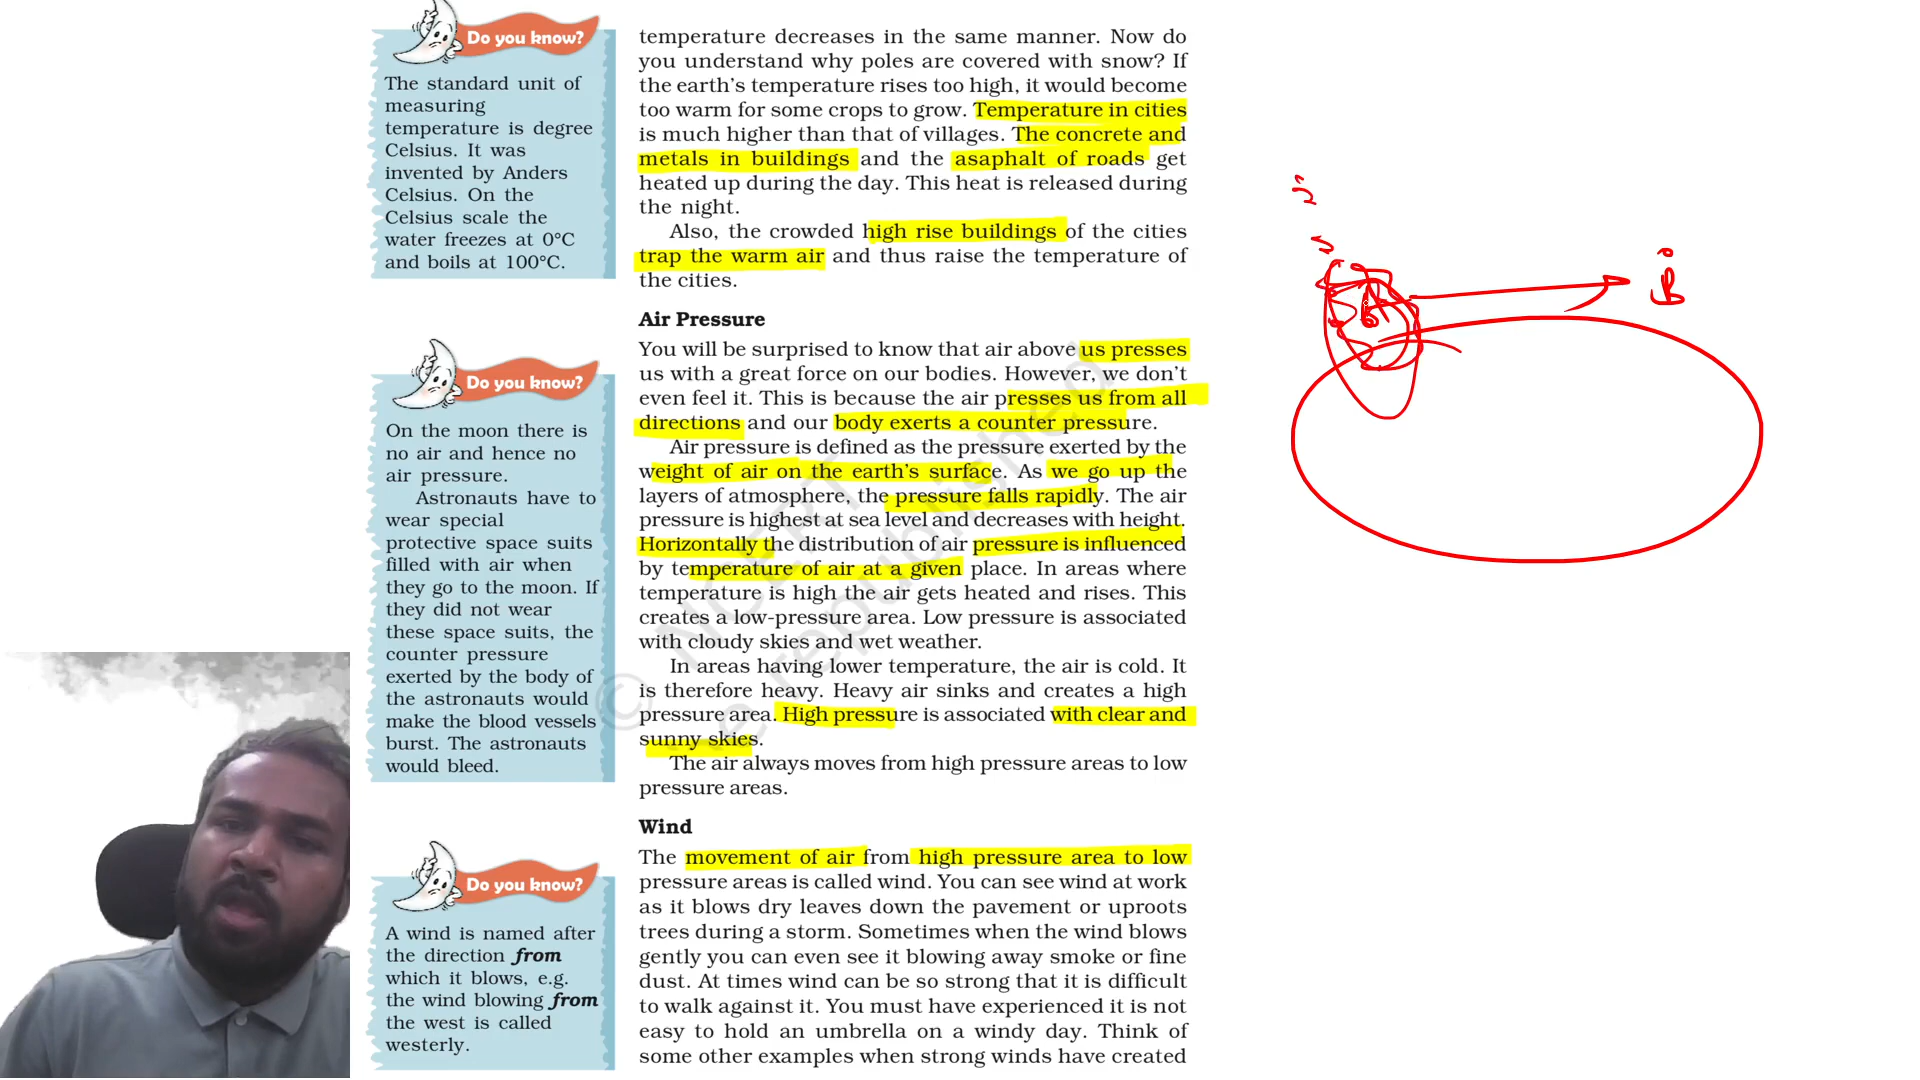 Do you know?
The standard unit of
measuring
temperature is degree
Celsius. It was
invented by Anders
Celsius. On the
Celsius scale the
water freezes at 0°C
and boils at 100°C.
Do you know?
On the moon there is
no air and hence no
air pressure.
Astronauts have to
wear special
protective space suits
filled with air when
they go to the moon. If
they did not wear
these space suits, the
counter pressure
exerted by the body of
the astronauts would
make the blood vessels
burst. The astronauts
would bleed.
Do you know?
A wind is named after
the direction from
which it blows, e.g.
the wind blowing from
the west is called
westerly.
temperature decreases in the same manner. Now do
you understand why poles are covered with snow? If
the earth's temperature rises too high, it would become
too warm for some crops to grow. Temperature in cities
is much higher than that of villages. The concrete and
metals in buildings and the asaphalt of roads get
heated up during the day. This heat is released during
the night.
Also, the crowded high rise buildings of the cities
trap the warm air and thus raise the temperature of
the cities.
Air Pressure
You will be surprised to know that air above us presses
us with a great force on our bodies. However, we don't
even feel it. This is because the air presses us from all
directions and our body exerts a counter pressure.
Air pressure is defined as the pressure exerted by the
weight of air on the earth's surface. As we go up the
layers of atmosphere, the pressure falls rapidly. The air
pressure is highest at sea level and decreases with height.
Horizontally the distribution of air pressure is influenced
by temperature of air at a given place. In areas where
temperature is high the air gets heated and rises. This
creates a low-pressure area. Low pressure is associated
with cloudy skies and wet weather.
In areas having lower temperature, the air is cold. It
is therefore heavy. Heavy air sinks and creates a high
pressure area. High pressure is associated with clear and
sunny skies.
The air always moves from high pressure areas to low
pressure areas.
Wind
The movement of air from high pressure area to low
pressure areas is called wind. You can see wind at work
as it blows dry leaves down the pavement or uproots
trees during a storm. Sometimes when the wind blows
gently you can even see it blowing away smoke or fine
dust. At times wind can be so strong that it is difficult
to walk against it. You must have experienced it is not
easy to hold an umbrella on a windy day. Think of
some other examples when strong winds have created
© NCERT
be republished
B